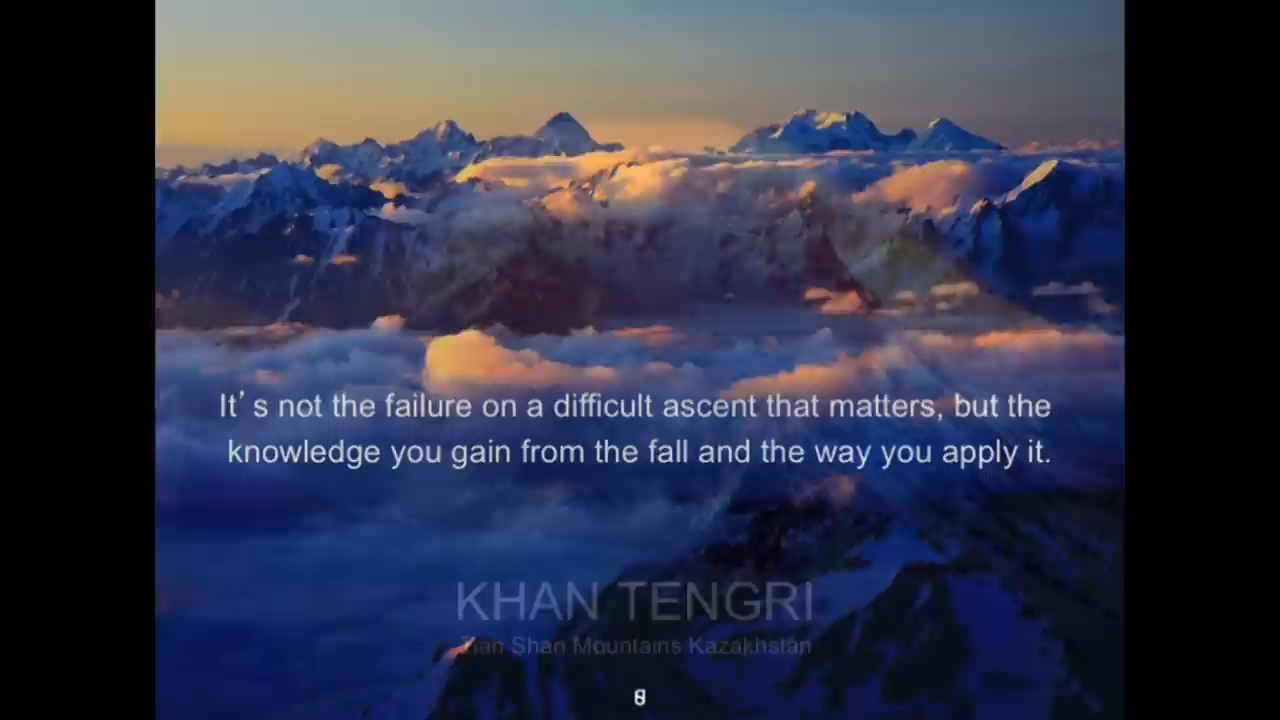 It's not the failure on a difficult ascent that matters, but the
knowledge you gain from the fall and the way you apply it.
KHAN TENGRI
Tian Shan Mountains Kazakhstan